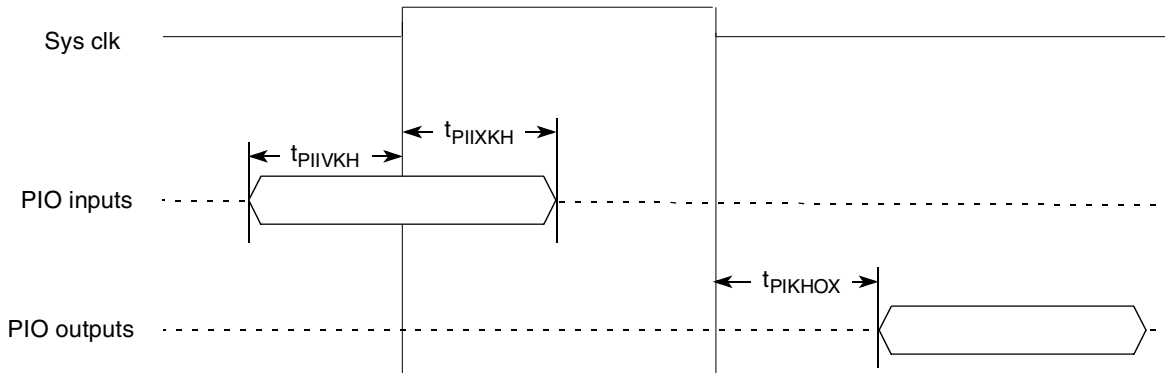 Sys clk
tPIIXKH
tPIIVKH
PIO inputs
tPIKHOX
PIO outputs